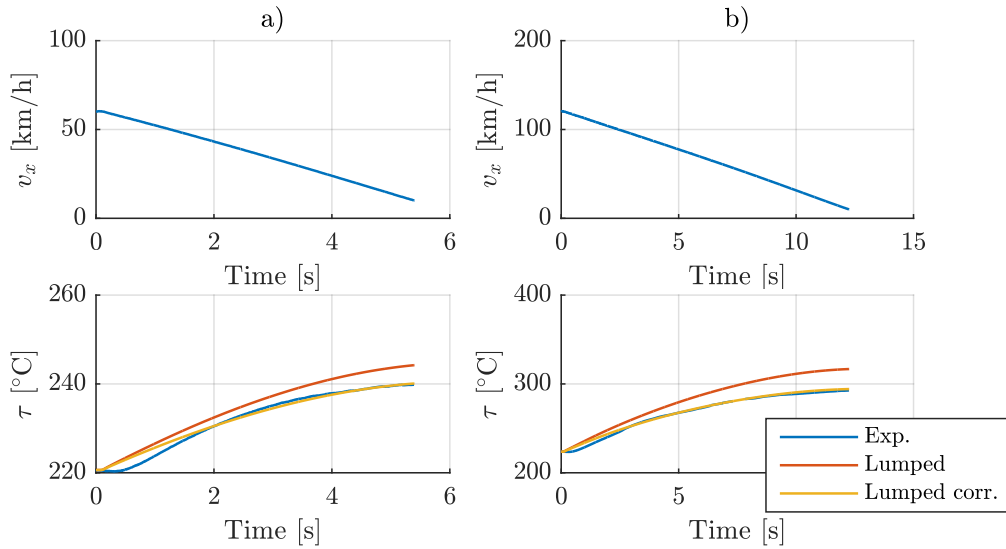 a)
b)
100
50
0
v_x [km/h]
0 2 4 6
Time [s]
200
100
0
v_x [km/h]
0 5 10 15
Time [s]
260
240
220
τ [°C]
0 2 4 6
Time [s]
400
300
200
τ [°C]
0 5
Time [s]
Exp.
Lumped
Lumped corr.